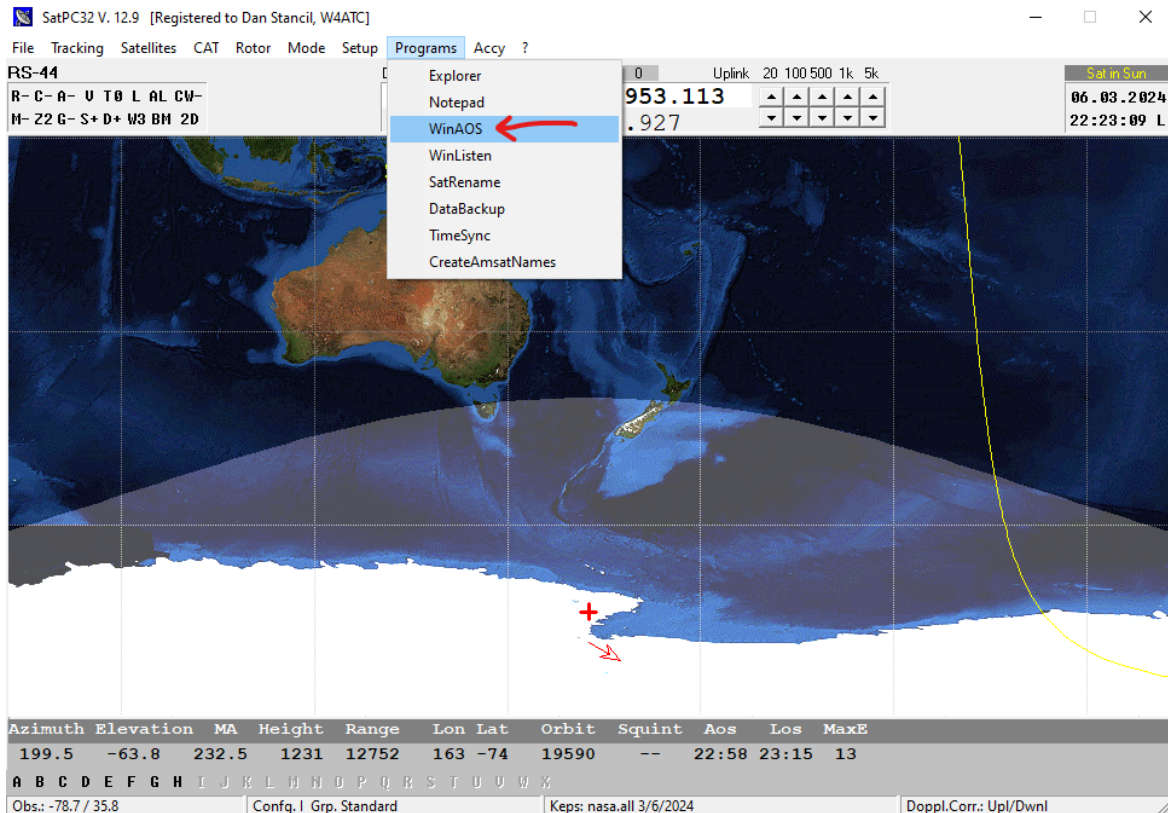 SatPC32 V. 12.9 [Registered to Dan Stancil, W4ATC]
File Tracking Satellites CAT Rotor Mode Setup Programs Accy ?
RS-44
R- C- A- V T0 L AL CW-
M- Z2 G- S+ D+ W3 BM 2D
0 Uplink 20 100 500 1k 5k
953.113
.927
Sat in Sun
06.03.2024
22:23:09 L
Explorer
Notepad
WinAOS
WinListen
SatRename
DataBackup
TimeSync
CreateAmsatNames
Azimuth Elevation MA Height Range Lon Lat Orbit Squint Aos Los MaxE
199.5 -63.8 232.5 1231 12752 163 -74 19590 -- 22:58 23:15 13
A B C D E F G H I J K L M N O P Q R S T U V W X
Obs.: -78.7 / 35.8 Confg. I Grp. Standard Keps: nasa.all 3/6/2024 Doppl.Corr.: Upl/Dwnl